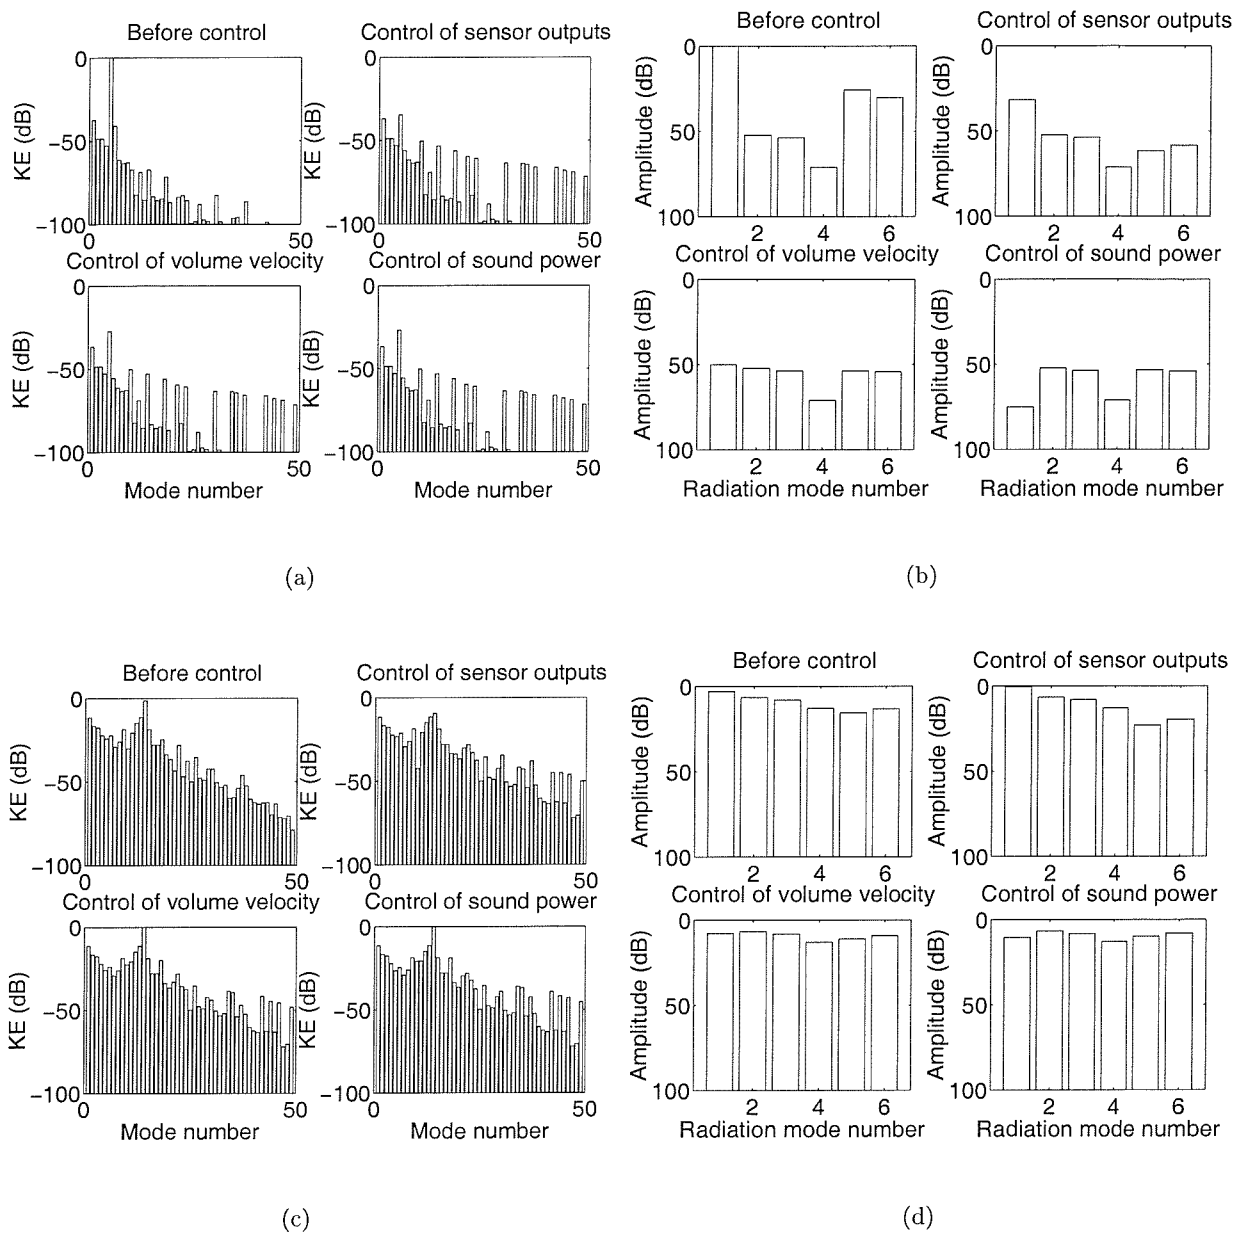 Before control
KE (dB)
0
−50
−100
0
50
Control of sensor outputs
KE (dB)
0
−50
−100
0
50
Control of volume velocity
KE (dB)
0
−50
−100
0
50
Mode number
Control of sound power
KE (dB)
0
−50
−100
0
50
Mode number
(a)
Before control
Amplitude (dB)
0
50
100
2
4
6
Control of sensor outputs
Amplitude (dB)
0
50
100
2
4
6
Control of volume velocity
Amplitude (dB)
0
50
100
2
4
6
Radiation mode number
Control of sound power
Amplitude (dB)
0
50
100
2
4
6
Radiation mode number
(b)
Before control
KE (dB)
0
−50
−100
0
50
Control of sensor outputs
KE (dB)
0
−50
−100
0
50
Control of volume velocity
KE (dB)
0
−50
−100
0
50
Mode number
Control of sound power
KE (dB)
0
−50
−100
0
50
Mode number
(c)
Before control
Amplitude (dB)
0
50
100
2
4
6
Control of sensor outputs
Amplitude (dB)
0
50
100
2
4
6
Control of volume velocity
Amplitude (dB)
0
50
100
2
4
6
Radiation mode number
Control of sound power
Amplitude (dB)
0
50
100
2
4
6
Radiation mode number
(d)